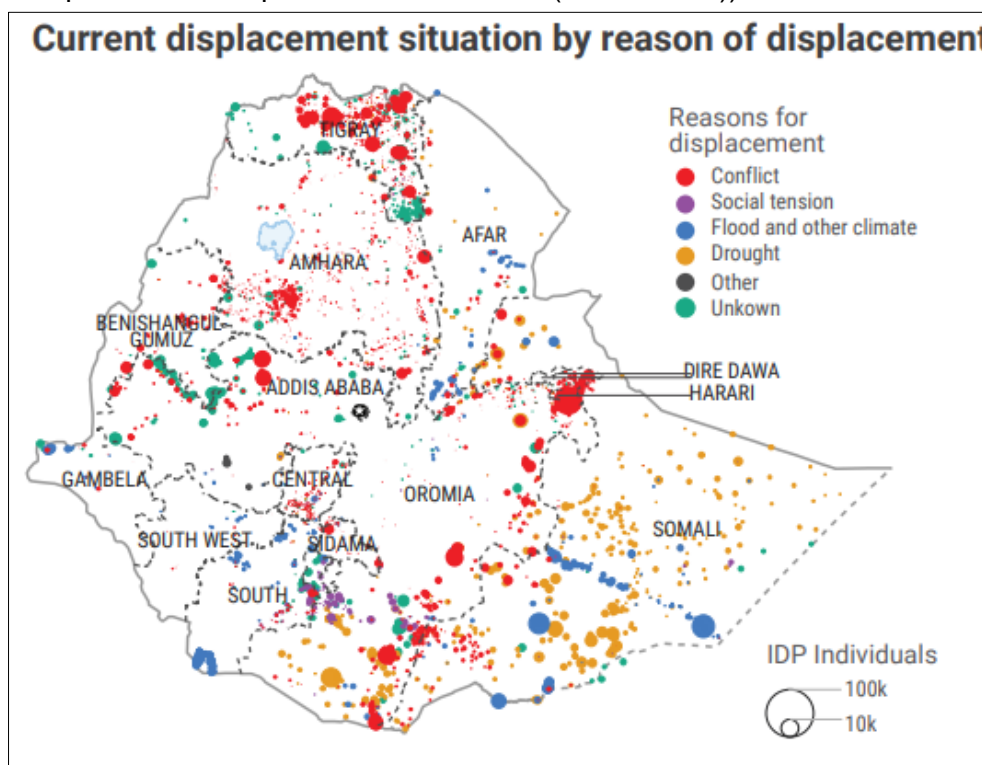 Current displacement situation by reason of displacement
Reasons for
displacement
Conflict
Social tension
Flood and other climate
Drought
Other
Unkown
TIGRAY
AFAR
AMHARA
BENISHANGUL
GUMUZ
ADDIS ABABA
DIRE DAWA
HARARI
GAMBELA
CENTRAL
OROMIA
SOMALI
SOUTH WEST
SIDAMA
SOUTH
IDP Individuals
100k
10k